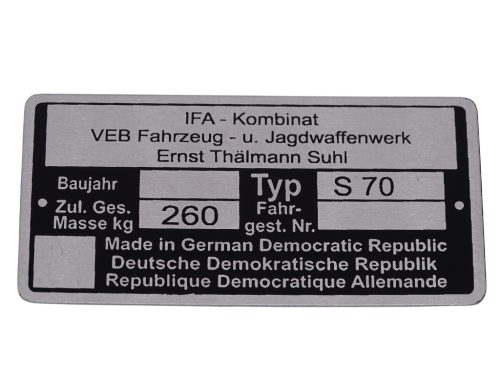 IFA - Kombinat
VEB Fahrzeug - u. Jagdwaffenwerk
Ernst Thälmann Suhl
Baujahr Typ S 70
Zul. Ges. Fahr-
Masse kg 260 gest. Nr.
Made in German Democratic Republic
Deutsche Demokratische Republik
Republique Democratique Allemande